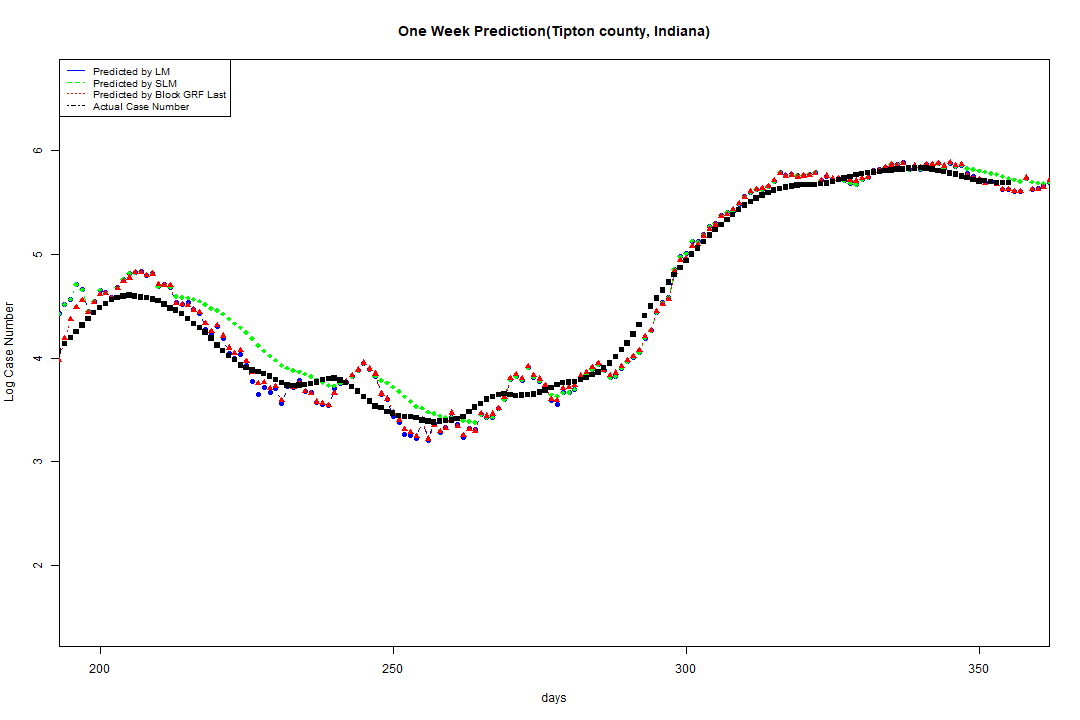 One Week Prediction(Tipton county, Indiana)
Predicted by LM
Predicted by SLM
Predicted by Block GRF Last
Actual Case Number
6
5
4
3
2
Log Case Number
200 250 300 350
days